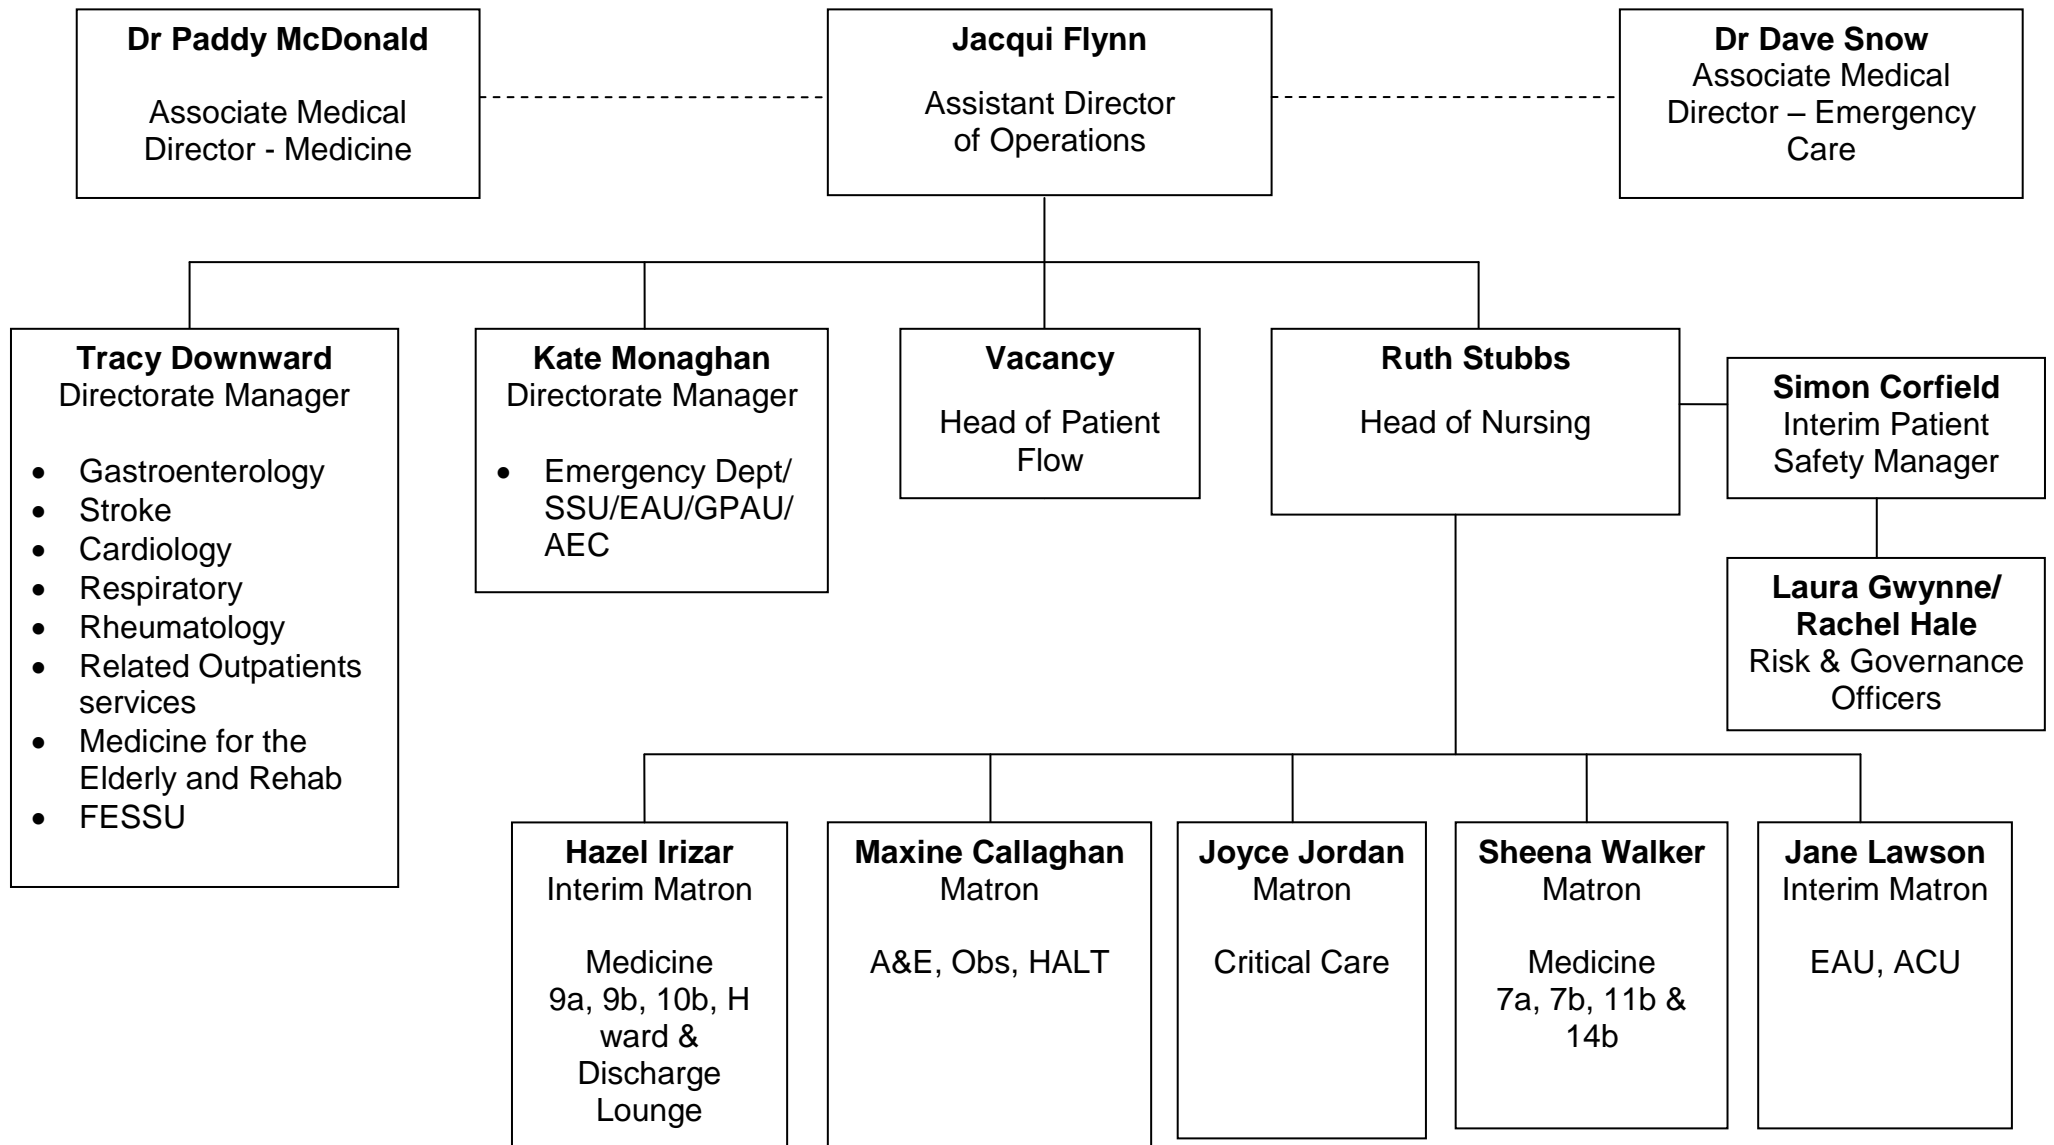 Dr Paddy McDonald
Associate Medical
Director - Medicine
Jacqui Flynn
Assistant Director
of Operations
Dr Dave Snow
Associate Medical
Director – Emergency
Care
Tracy Downward
Directorate Manager
• Gastroenterology
• Stroke
• Cardiology
• Respiratory
• Rheumatology
• Related Outpatients
services
• Medicine for the
Elderly and Rehab
• FESSU
Kate Monaghan
Directorate Manager
• Emergency Dept/
SSU/EAU/GPAU/
AEC
Vacancy
Head of Patient
Flow
Ruth Stubbs
Head of Nursing
Simon Corfield
Interim Patient
Safety Manager
Laura Gwynne/
Rachel Hale
Risk & Governance
Officers
Hazel Irizar
Interim Matron
Medicine
9a, 9b, 10b, H
ward &
Discharge
Lounge
Maxine Callaghan
Matron
A&E, Obs, HALT
Joyce Jordan
Matron
Critical Care
Sheena Walker
Matron
Medicine
7a, 7b, 11b &
14b
Jane Lawson
Interim Matron
EAU, ACU